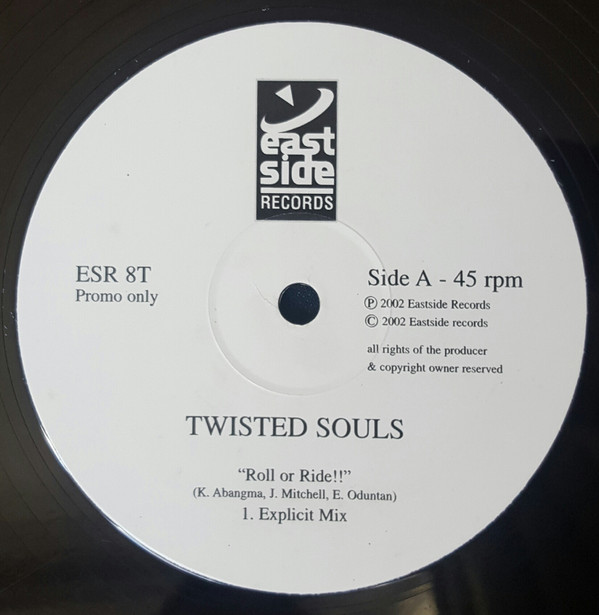 east
side
RECORDS
ESR 8T
Promo only
Side A - 45 rpm
Ⓟ 2002 Eastside Records
© 2002 Eastside records
all rights of the producer
& copyright owner reserved
TWISTED SOULS
“Roll or Ride!!”
(K. Abangma, J. Mitchell, E. Oduntan)
1. Explicit Mix